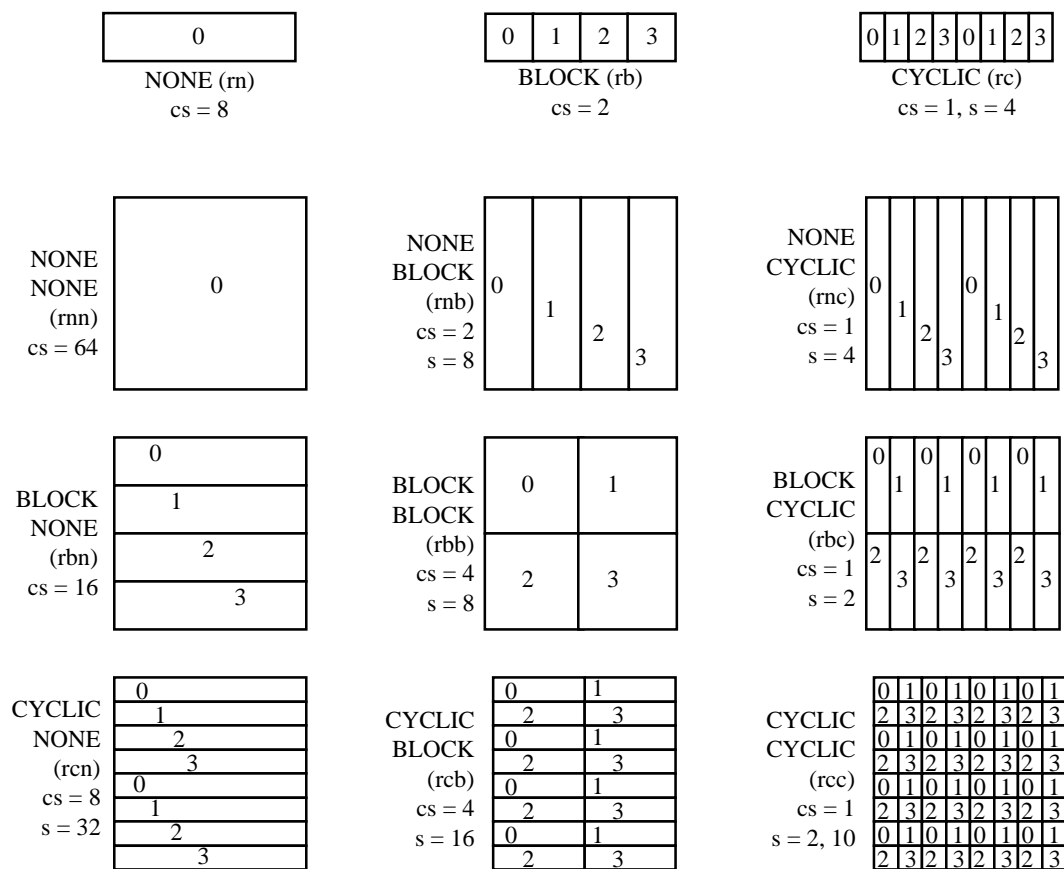 0
NONE (rn)
cs = 8
0 1 2 3
BLOCK (rb)
cs = 2
0 1 2 3 0 1 2 3
CYCLIC (rc)
cs = 1, s = 4
NONE
NONE
(rnn)
cs = 64
0
NONE
BLOCK
(rnb)
cs = 2
s = 8
0
1
2
3
NONE
CYCLIC
(rnc)
cs = 1
s = 4
0 0
1 1
2 2
3 3
BLOCK
NONE
(rbn)
cs = 16
0
1
2
3
BLOCK
BLOCK
(rbb)
cs = 4
s = 8
0 1
2 3
BLOCK
CYCLIC
(rbc)
cs = 1
s = 2
0 0 0 0
1 1 1 1
2 2 2 2
3 3 3 3
CYCLIC
NONE
(rcn)
cs = 8
s = 32
0
1
2
3
0
1
2
3
CYCLIC
BLOCK
(rcb)
cs = 4
s = 16
0 1
2 3
0 1
2 3
0 1
2 3
0 1
2 3
CYCLIC
CYCLIC
(rcc)
cs = 1
s = 2, 10
0 1 0 1 0 1 0 1
2 3 2 3 2 3 2 3
0 1 0 1 0 1 0 1
2 3 2 3 2 3 2 3
0 1 0 1 0 1 0 1
2 3 2 3 2 3 2 3
0 1 0 1 0 1 0 1
2 3 2 3 2 3 2 3